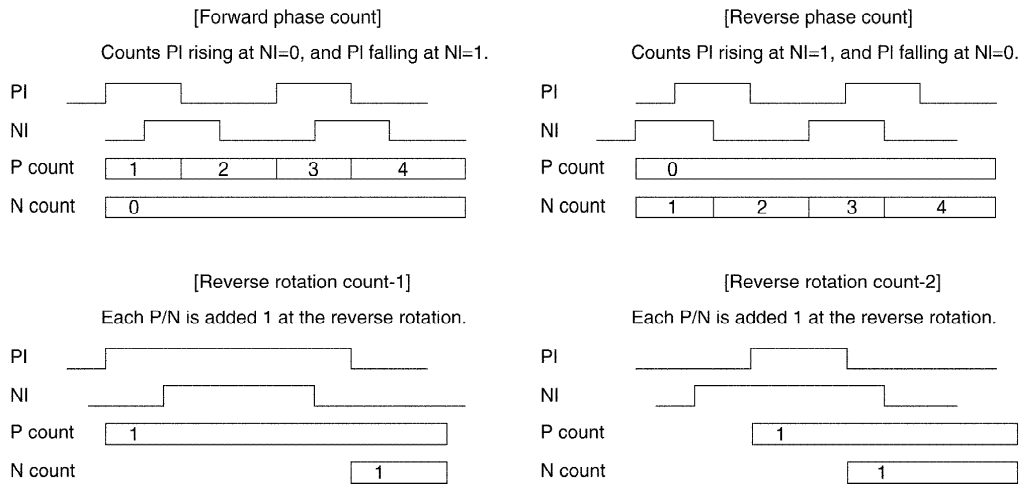 [Forward phase count]
Counts PI rising at NI=0, and PI falling at NI=1.
PI
NI
P count 1 2 3 4
N count 0
[Reverse phase count]
Counts PI rising at NI=1, and PI falling at NI=0.
PI
NI
P count 0
N count 1 2 3 4
[Reverse rotation count-1]
Each P/N is added 1 at the reverse rotation.
PI
NI
P count 1
N count 1
[Reverse rotation count-2]
Each P/N is added 1 at the reverse rotation.
PI
NI
P count 1
N count 1